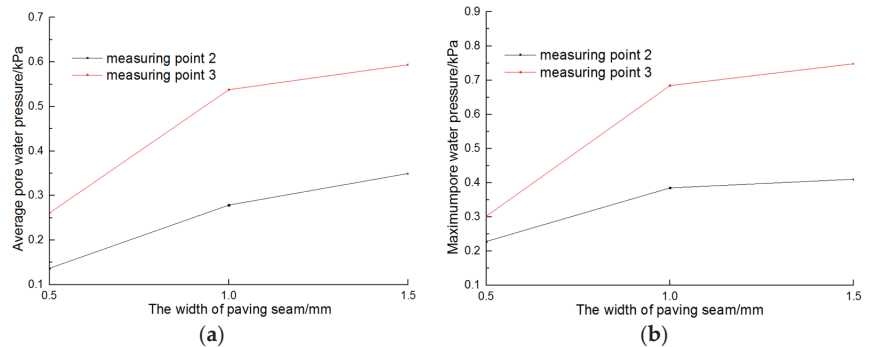 0.7
0.6
0.5
0.4
0.3
0.2
0.1
Average pore water pressure/kPa
measuring point 2
measuring point 3
0.5
1.0
1.5
The width of paving seam/mm
(a)
0.9
0.8
0.7
0.6
0.5
0.4
0.3
0.2
0.1
Maximumpore water pressure/kPa
measuring point 2
measuring point 3
0.5
1.0
1.5
The width of paving seam/mm
(b)